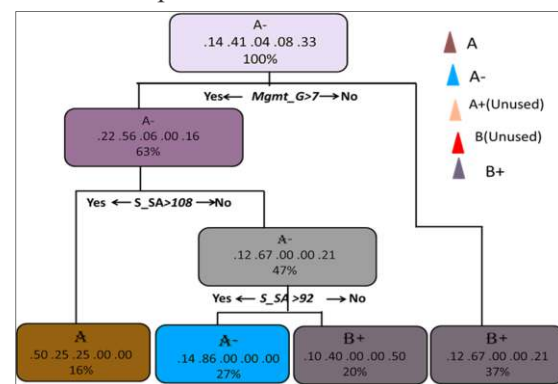 A-
.14 .41 .04 .08 .33
100%
Yes Mgmt_G>7 No
A-
.22 .56 .06 .00 .16
63%
Yes S_SA>108 No
A-
.12 .67 .00 .00 .21
47%
Yes S_SA >92 No
A
.50 .25 .25 .00 .00
16%
A-
.14 .86 .00 .00 .00
27%
B+
.10 .40 .00 .00 .50
20%
B+
.12 .67 .00 .00 .21
37%
A
A-
A+(Unused)
B(Unused)
B+